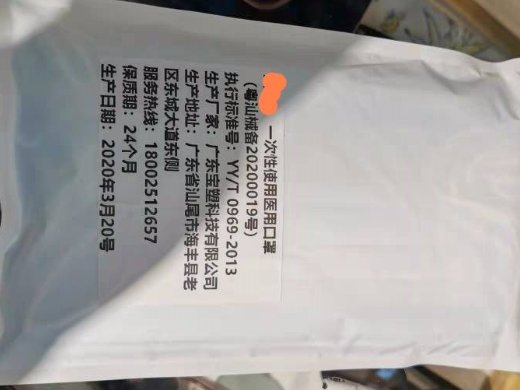 一次性使用医用口罩
(粤汕械备20200019号)
执行标准号：YY/T 0969-2013
生产厂家：广东宝塑科技有限公司
生产地址：广东省汕尾市海丰县老
区东城大道东侧
服务热线：18002512657
保质期：24个月
生产日期：2020年3月20号